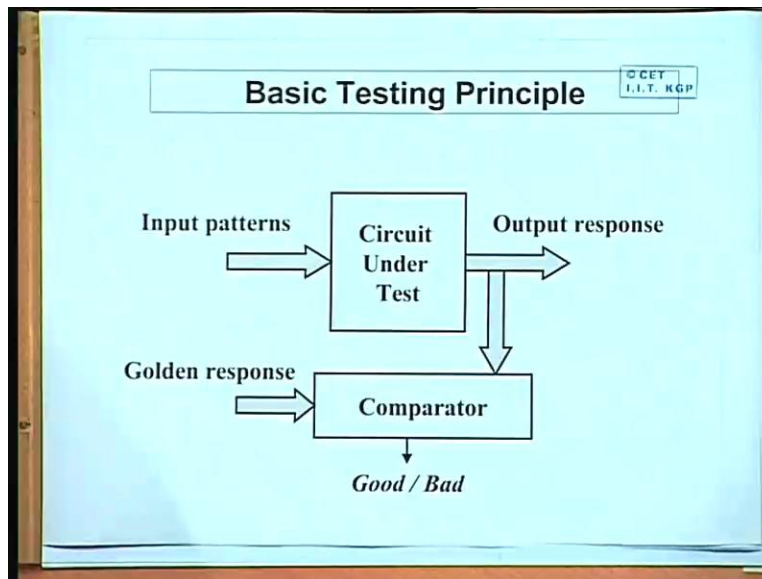 Basic Testing Principle
© CET
I.I.T. KGP
Input patterns
Circuit
Under
Test
Output response
Golden response
Comparator
Good / Bad